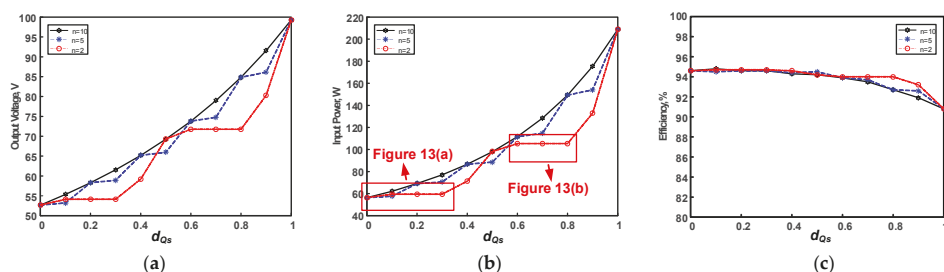 100
95
90
85
80
75
70
65
60
55
50
Output Voltage, V
n=10
n=5
n=2
0
0.2
0.4
0.6
0.8
1
d_Qs
(a)
220
200
180
160
140
120
100
80
60
40
Input Power, W
n=10
n=5
n=2
Figure 13(a)
Figure 13(b)
0
0.2
0.4
0.6
0.8
1
d_Qs
(b)
100
98
96
94
92
90
88
86
84
82
80
Efficiency,%
n=10
n=5
n=2
0
0.2
0.4
0.6
0.8
1
d_Qs
(c)